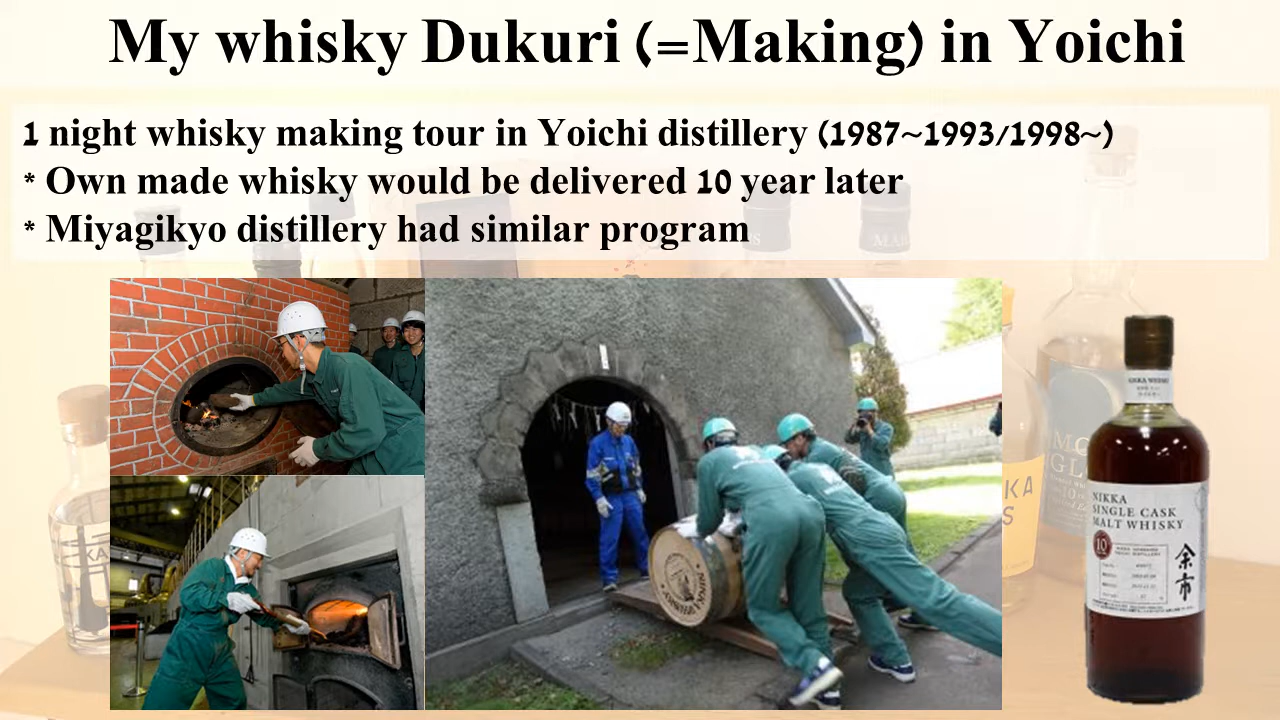 My whisky Dukuri (=Making) in Yoichi
1 night whisky making tour in Yoichi distillery (1987~1993/1998~)
* Own made whisky would be delivered 10 year later
* Miyagikyo distillery had similar program
NIKKA WHISKY
NIKKA
SINGLE CASK
MALT WHISKY
10
余市